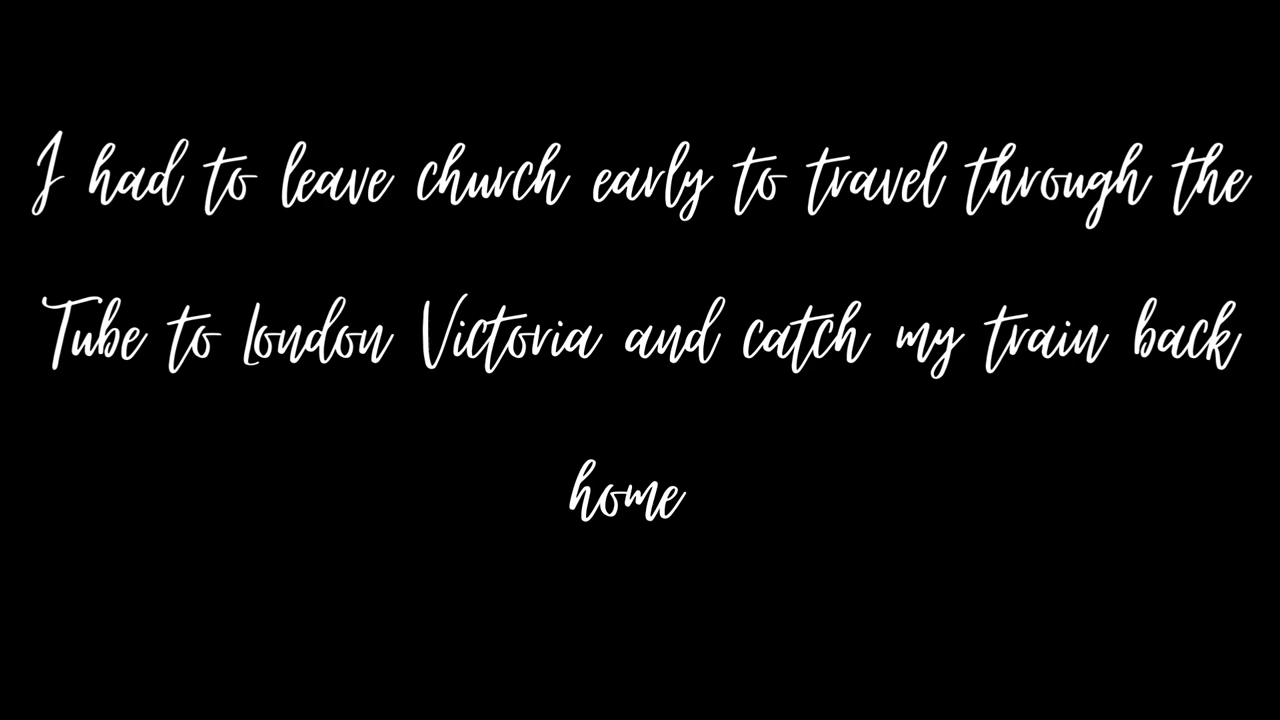 I had to leave church early to travel through the
Tube to London Victoria and catch my train back
home